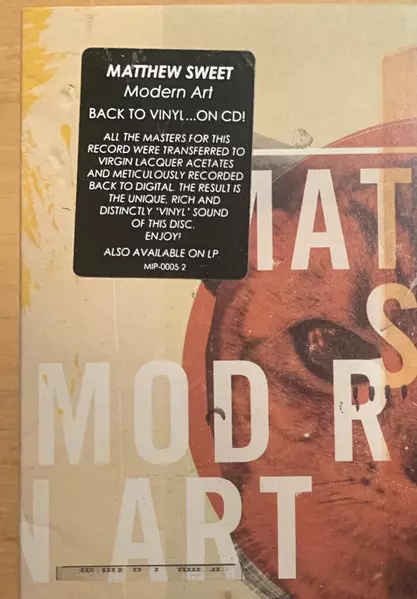 MATTHEW SWEET
Modern Art
BACK TO VINYL...ON CD!
ALL THE MASTERS FOR THIS
RECORD WERE TRANSFERRED TO
VIRGIN LACQUER ACETATES
AND METICULOUSLY RECORDED
BACK TO DIGITAL. THE RESULT IS
THE UNIQUE, RICH AND
DISTINCTLY "VINYL" SOUND
OF THIS DISC.
ENJOY!
ALSO AVAILABLE ON LP
MIP-0005 2
MAT
S
MOD R
N ART